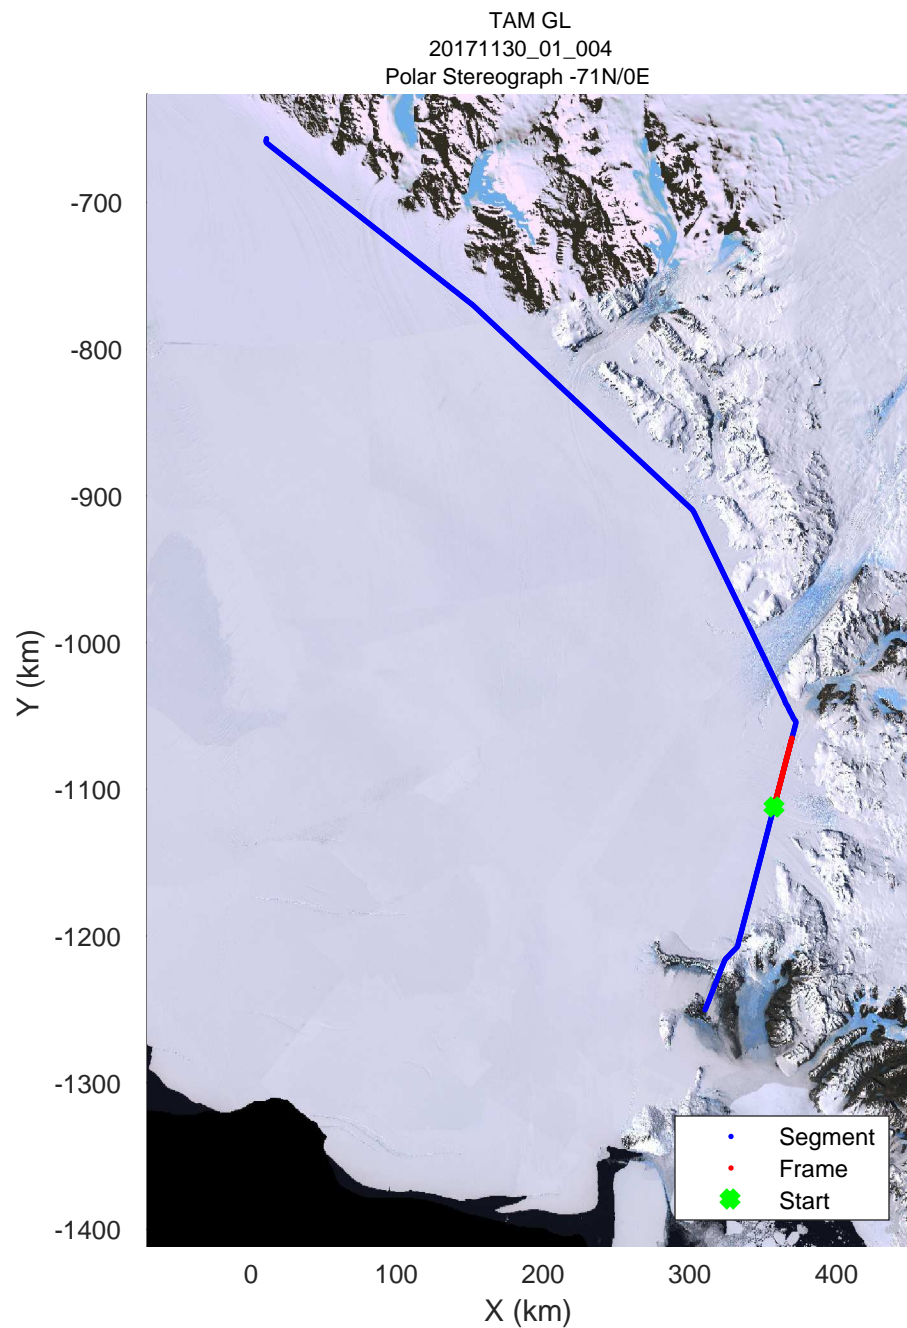 TAM GL
20171130_01_004
Polar Stereograph -71N/0E
-700
-800
-900
-1000
-1100
-1200
-1300
-1400
Y (km)
0 100 200 300 400
X (km)
Segment
Frame
Start